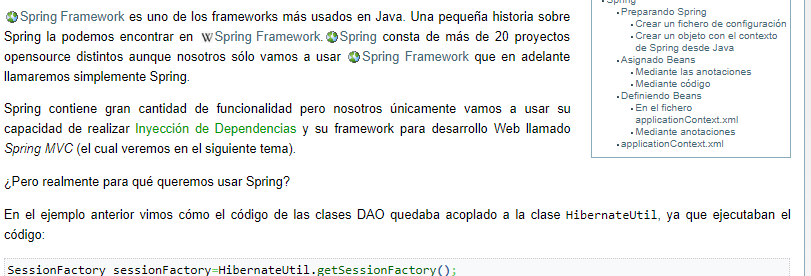 Spring Framework es uno de los frameworks más usados en Java. Una pequeña historia sobre
Spring la podemos encontrar en Spring Framework. Spring consta de más de 20 proyectos
opensource distintos aunque nosotros sólo vamos a usar Spring Framework que en adelante
llamaremos simplemente Spring.
Spring contiene gran cantidad de funcionalidad pero nosotros únicamente vamos a usar su
capacidad de realizar Inyección de Dependencias y su framework para desarrollo Web llamado
Spring MVC (el cual veremos en el siguiente tema).
¿Pero realmente para qué queremos usar Spring?
En el ejemplo anterior vimos cómo el código de las clases DAO quedaba acoplado a la clase HibernateUtil, ya que ejecutaban el
código:
SessionFactory sessionFactory=HibernateUtil.getSessionFactory();
Spring
Preparando Spring
Crear un fichero de configuración
Crear un objeto con el contexto
de Spring desde Java
Asignado Beans
Mediante las anotaciones
Mediante código
Definiendo Beans
En el fichero
applicationContext.xml
Mediante anotaciones
applicationContext.xml